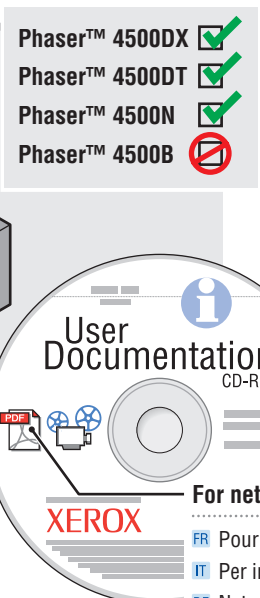 Phaser™ 4500DX
Phaser™ 4500DT
Phaser™ 4500N
Phaser™ 4500B
User
Documentation
CD-R
PDF
For net
XEROX
FR Pour
IT Per in